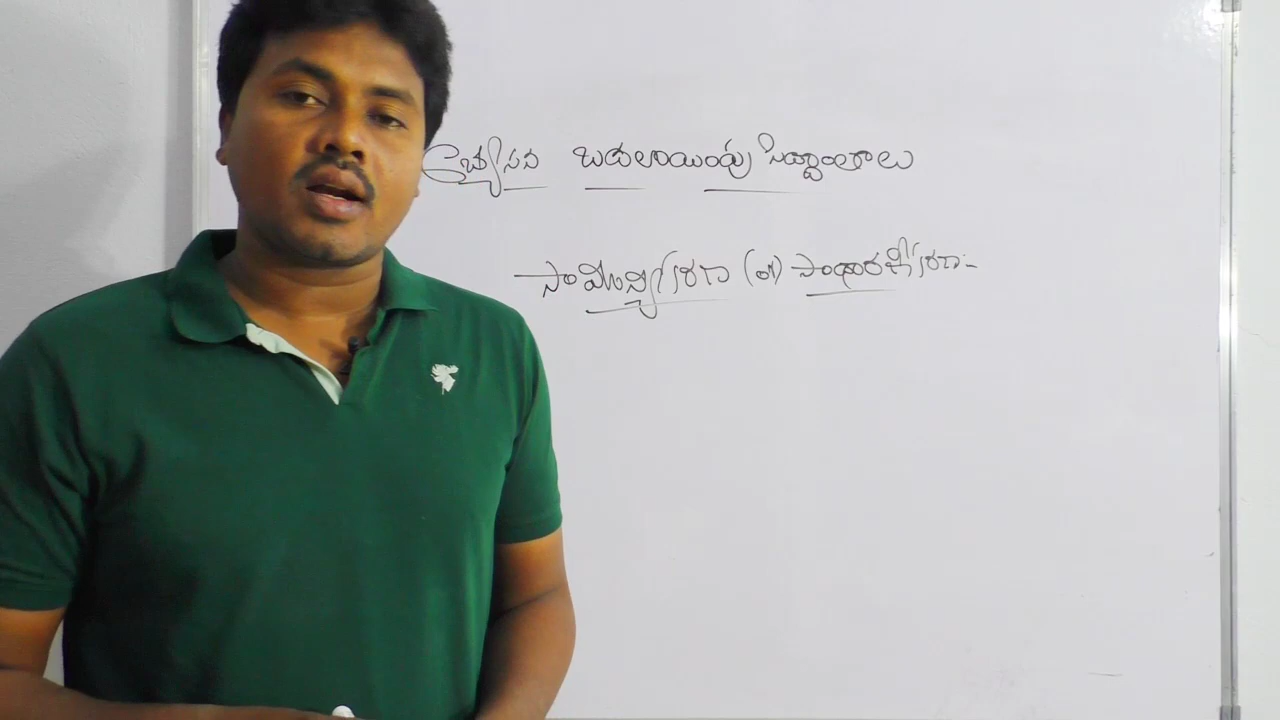 అభ్యసన బదలాయింపు సిద్ధాంతాలు
సామాన్యీకరణ (లేదా) సాధారణీకరణ:-